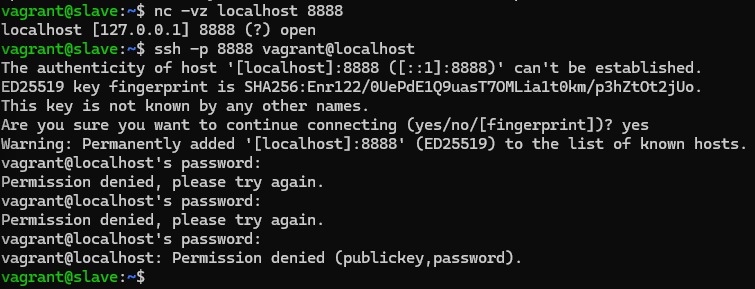 vagrant@slave:~$ nc -vz localhost 8888
localhost [127.0.0.1] 8888 (?) open
vagrant@slave:~$ ssh -p 8888 vagrant@localhost
The authenticity of host '[localhost]:8888 ([::1]:8888)' can't be established.
ED25519 key fingerprint is SHA256:Enr122/0UePdE1Q9uasT7OMLia1t0km/p3hZtOt2jUo.
This key is not known by any other names.
Are you sure you want to continue connecting (yes/no/[fingerprint])? yes
Warning: Permanently added '[localhost]:8888' (ED25519) to the list of known hosts.
vagrant@localhost's password:
Permission denied, please try again.
vagrant@localhost's password:
Permission denied, please try again.
vagrant@localhost's password:
vagrant@localhost: Permission denied (publickey,password).
vagrant@slave:~$